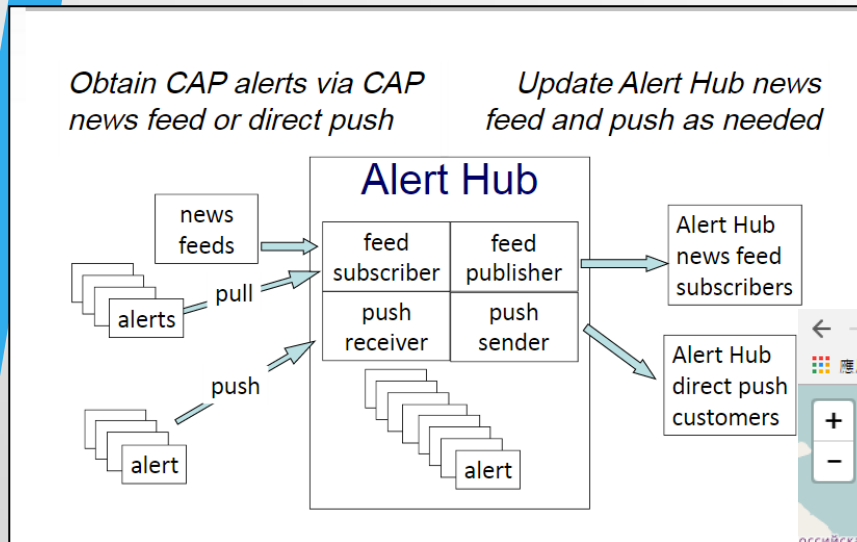 Obtain CAP alerts via CAP
news feed or direct push
Update Alert Hub news
feed and push as needed
Alert Hub
news
feeds
feed
subscriber
feed
publisher
push
receiver
push
sender
alerts
pull
push
alert
alert
Alert Hub
news feed
subscribers
Alert Hub
direct push
customers
←
應
+
−